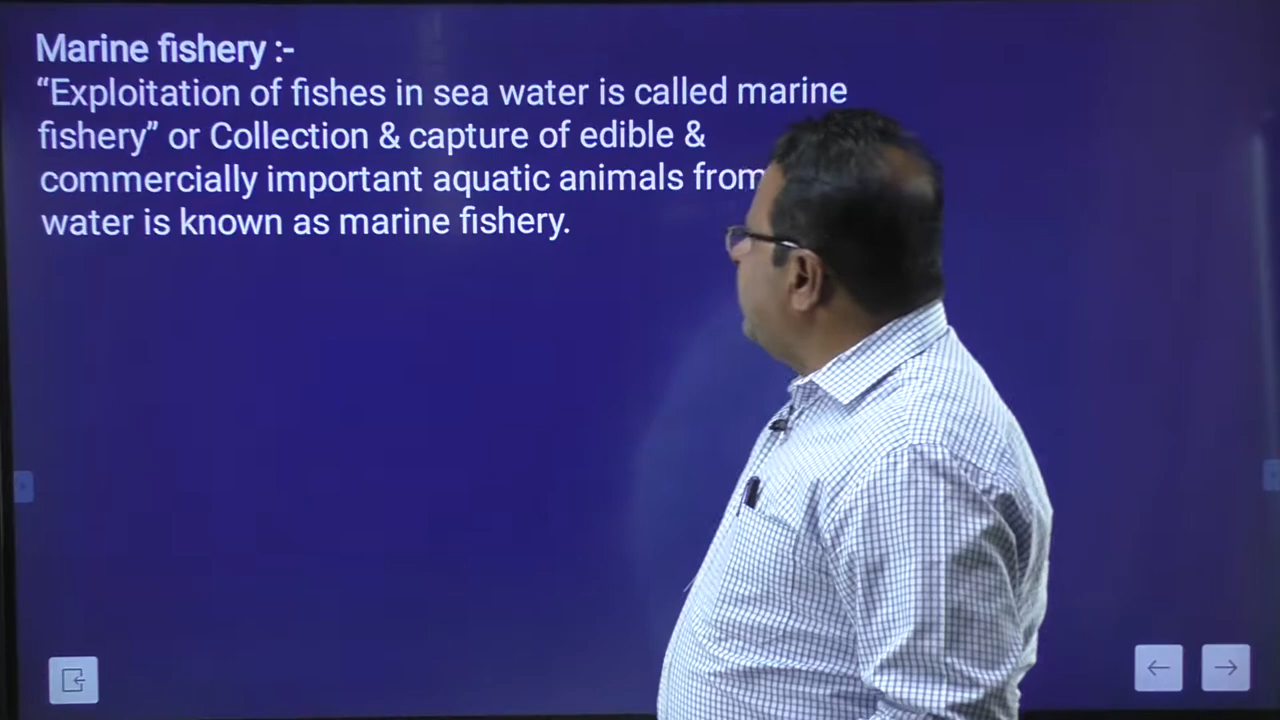 Marine fishery :-
“Exploitation of fishes in sea water is called marine
fishery” or Collection & capture of edible &
commercially important aquatic animals from
water is known as marine fishery.